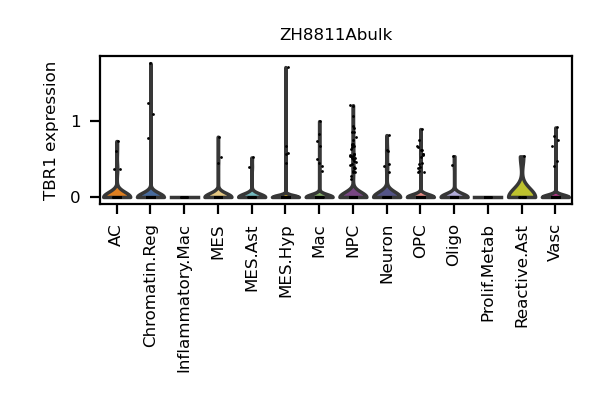 ZH8811Abulk
TBR1 expression
1
0
AC
Chromatin.Reg
Inflammatory.Mac
MES
MES.Ast
MES.Hyp
Mac
NPC
Neuron
OPC
Oligo
Prolif.Metab
Reactive.Ast
Vasc